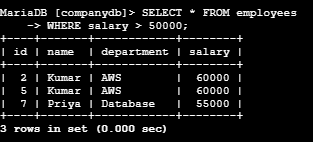 MariaDB [companydb]> SELECT * FROM employees
    -> WHERE salary > 50000;
+----+-------+------------+--------+
| id | name  | department | salary |
+----+-------+------------+--------+
|  2 | Kumar | AWS        |  60000 |
|  5 | Kumar | AWS        |  60000 |
|  7 | Priya | Database   |  55000 |
+----+-------+------------+--------+
3 rows in set (0.000 sec)